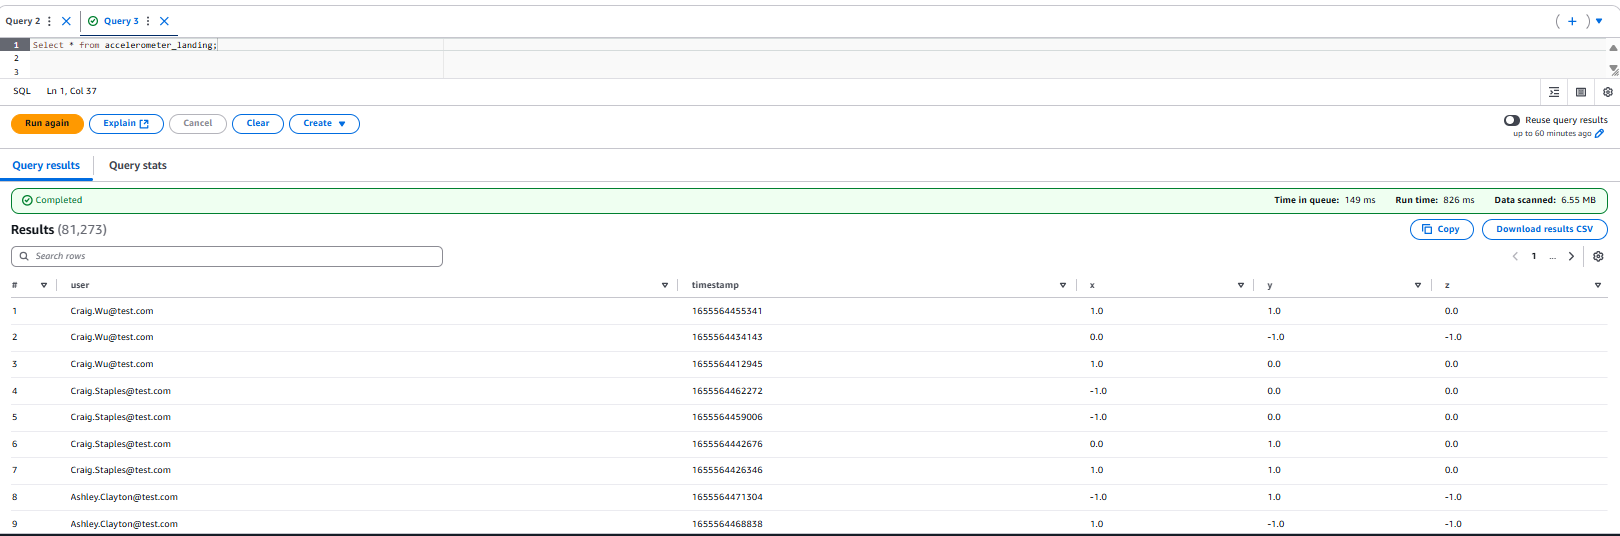 Query 2 Query 3
1 Select * from accelerometer_landing;
2
3
SQL Ln 1, Col 37
Run again Explain Cancel Clear Create Reuse query results
up to 60 minutes ago
Query results Query stats
Completed Time in queue: 149 ms Run time: 826 ms Data scanned: 6.55 MB
Results (81,273) Copy Download results CSV
Search rows 1 ...
# user timestamp x y z
1 Craig.Wu@test.com 1655564455341 1.0 1.0 0.0
2 Craig.Wu@test.com 1655564434143 0.0 -1.0 -1.0
3 Craig.Wu@test.com 1655564412945 1.0 0.0 0.0
4 Craig.Staples@test.com 1655564462272 -1.0 0.0 0.0
5 Craig.Staples@test.com 1655564459006 -1.0 0.0 0.0
6 Craig.Staples@test.com 1655564442676 0.0 1.0 0.0
7 Craig.Staples@test.com 1655564426346 1.0 1.0 0.0
8 Ashley.Clayton@test.com 1655564471304 -1.0 1.0 -1.0
9 Ashley.Clayton@test.com 1655564468838 1.0 -1.0 -1.0